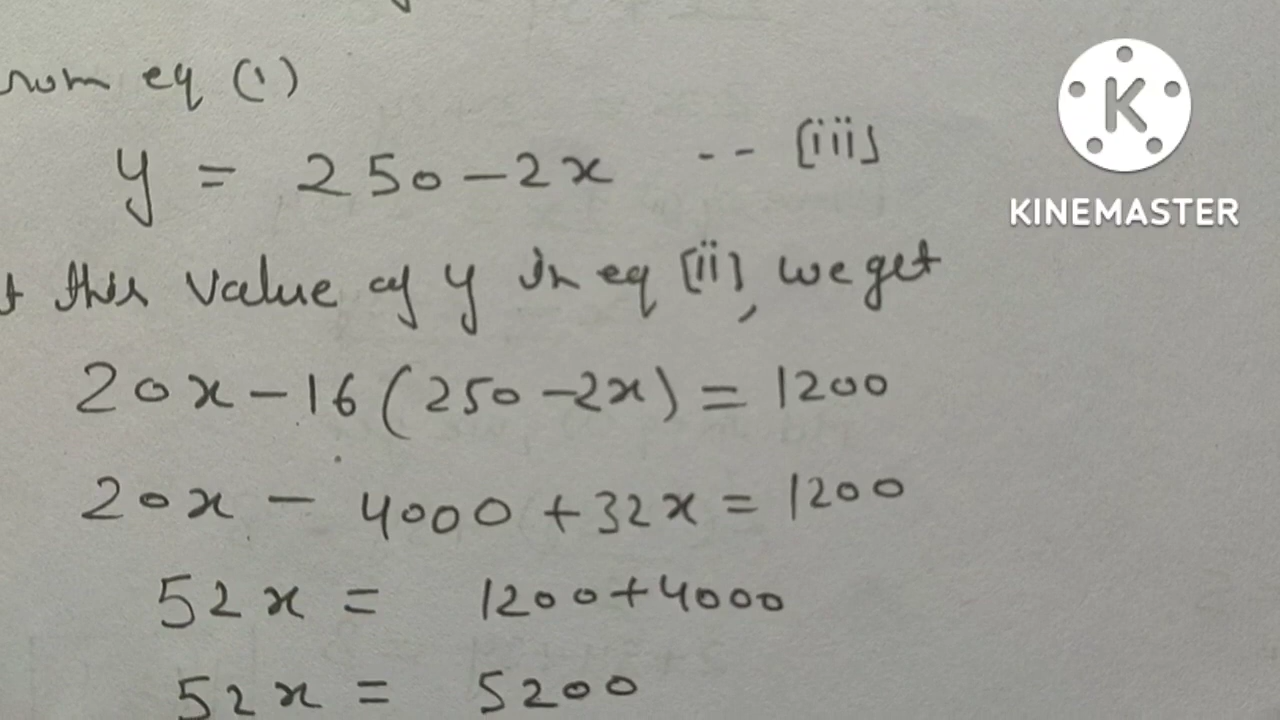 rom eq (1)
y = 250-2x -- [iii]
t this value of y in eq [ii], we get
20x-16(250-2x) = 1200
20x - 4000 +32x = 1200
52x = 1200+4000
52x = 5200
KINEMASTER